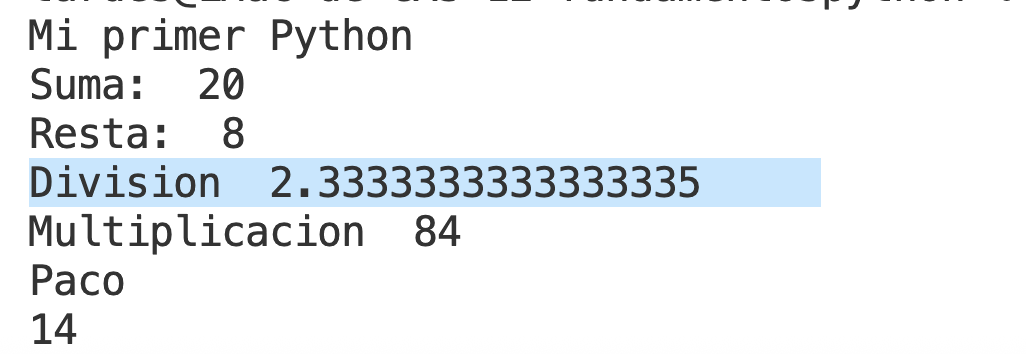 Mi primer Python
Suma:  20
Resta:  8
Division  2.3333333333333335
Multiplicacion  84
Paco
14